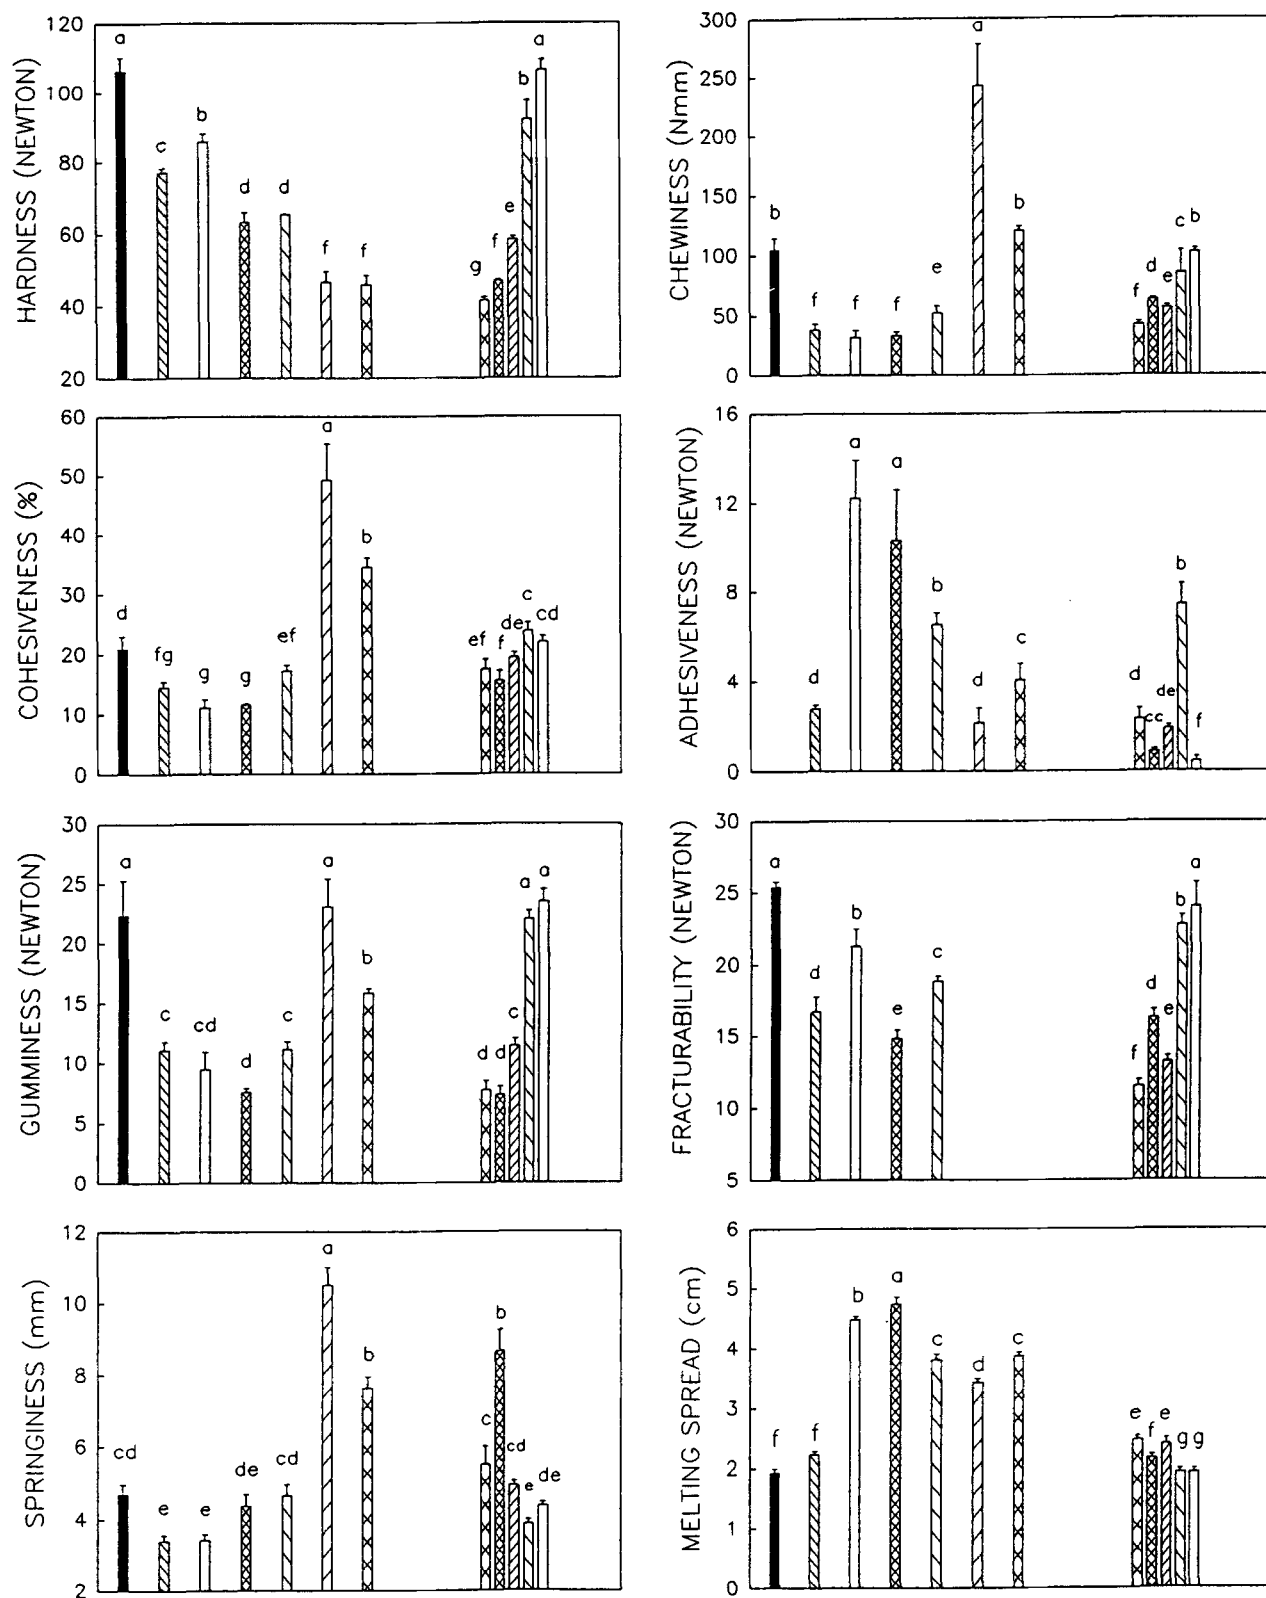 HARDNESS (NEWTON)
120
100
80
60
40
20
a
c
b
d
d
f
f
g
f
e
b
a
CHEWINESS (Nmm)
300
250
200
150
100
50
0
b
f
f
f
e
a
b
f
d
e
c
b
COHESIVENESS (%)
60
50
40
30
20
10
0
d
fg
g
g
ef
a
b
ef
f
de
c
cd
ADHESIVENESS (NEWTON)
16
12
8
4
0
d
a
a
b
d
c
d
cc
de
b
f
GUMMINESS (NEWTON)
30
25
20
15
10
5
0
a
c
cd
d
c
a
b
d
d
c
a
a
FRACTURABILITY (NEWTON)
30
25
20
15
10
5
a
d
b
e
c
f
d
e
b
a
SPRINGINESS (mm)
12
10
8
6
4
2
cd
e
e
de
cd
a
b
c
b
cd
e
de
MELTING SPREAD (cm)
6
5
4
3
2
1
0
f
f
b
a
c
d
c
e
f
e
g
g